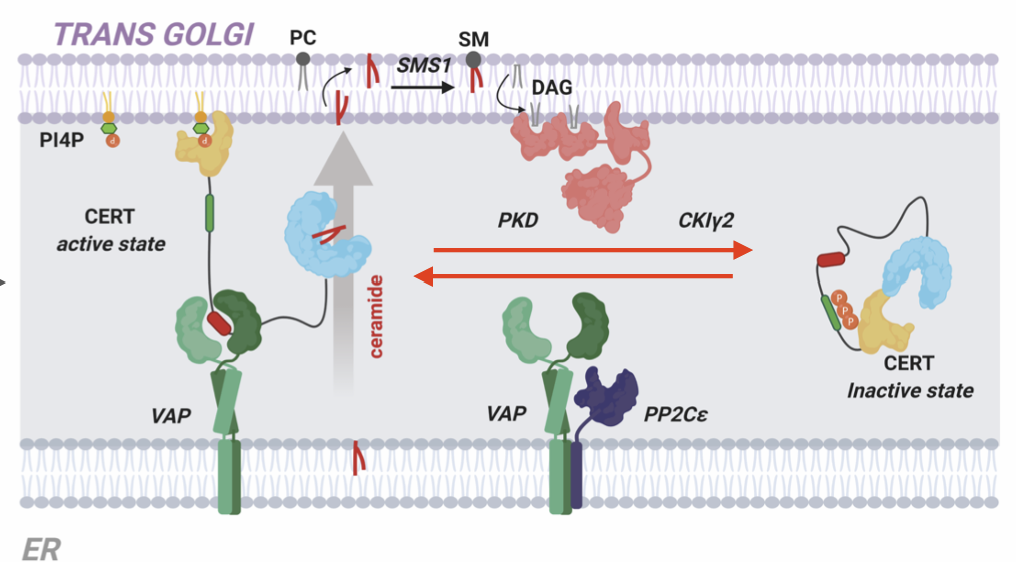 TRANS GOLGI
PC
SMS1
SM
DAG
PI4P
P
P
CERT
active state
PKD
CKIγ2
ceramide
P
P
P
VAP
VAP
PP2Cε
CERT
Inactive state
ER